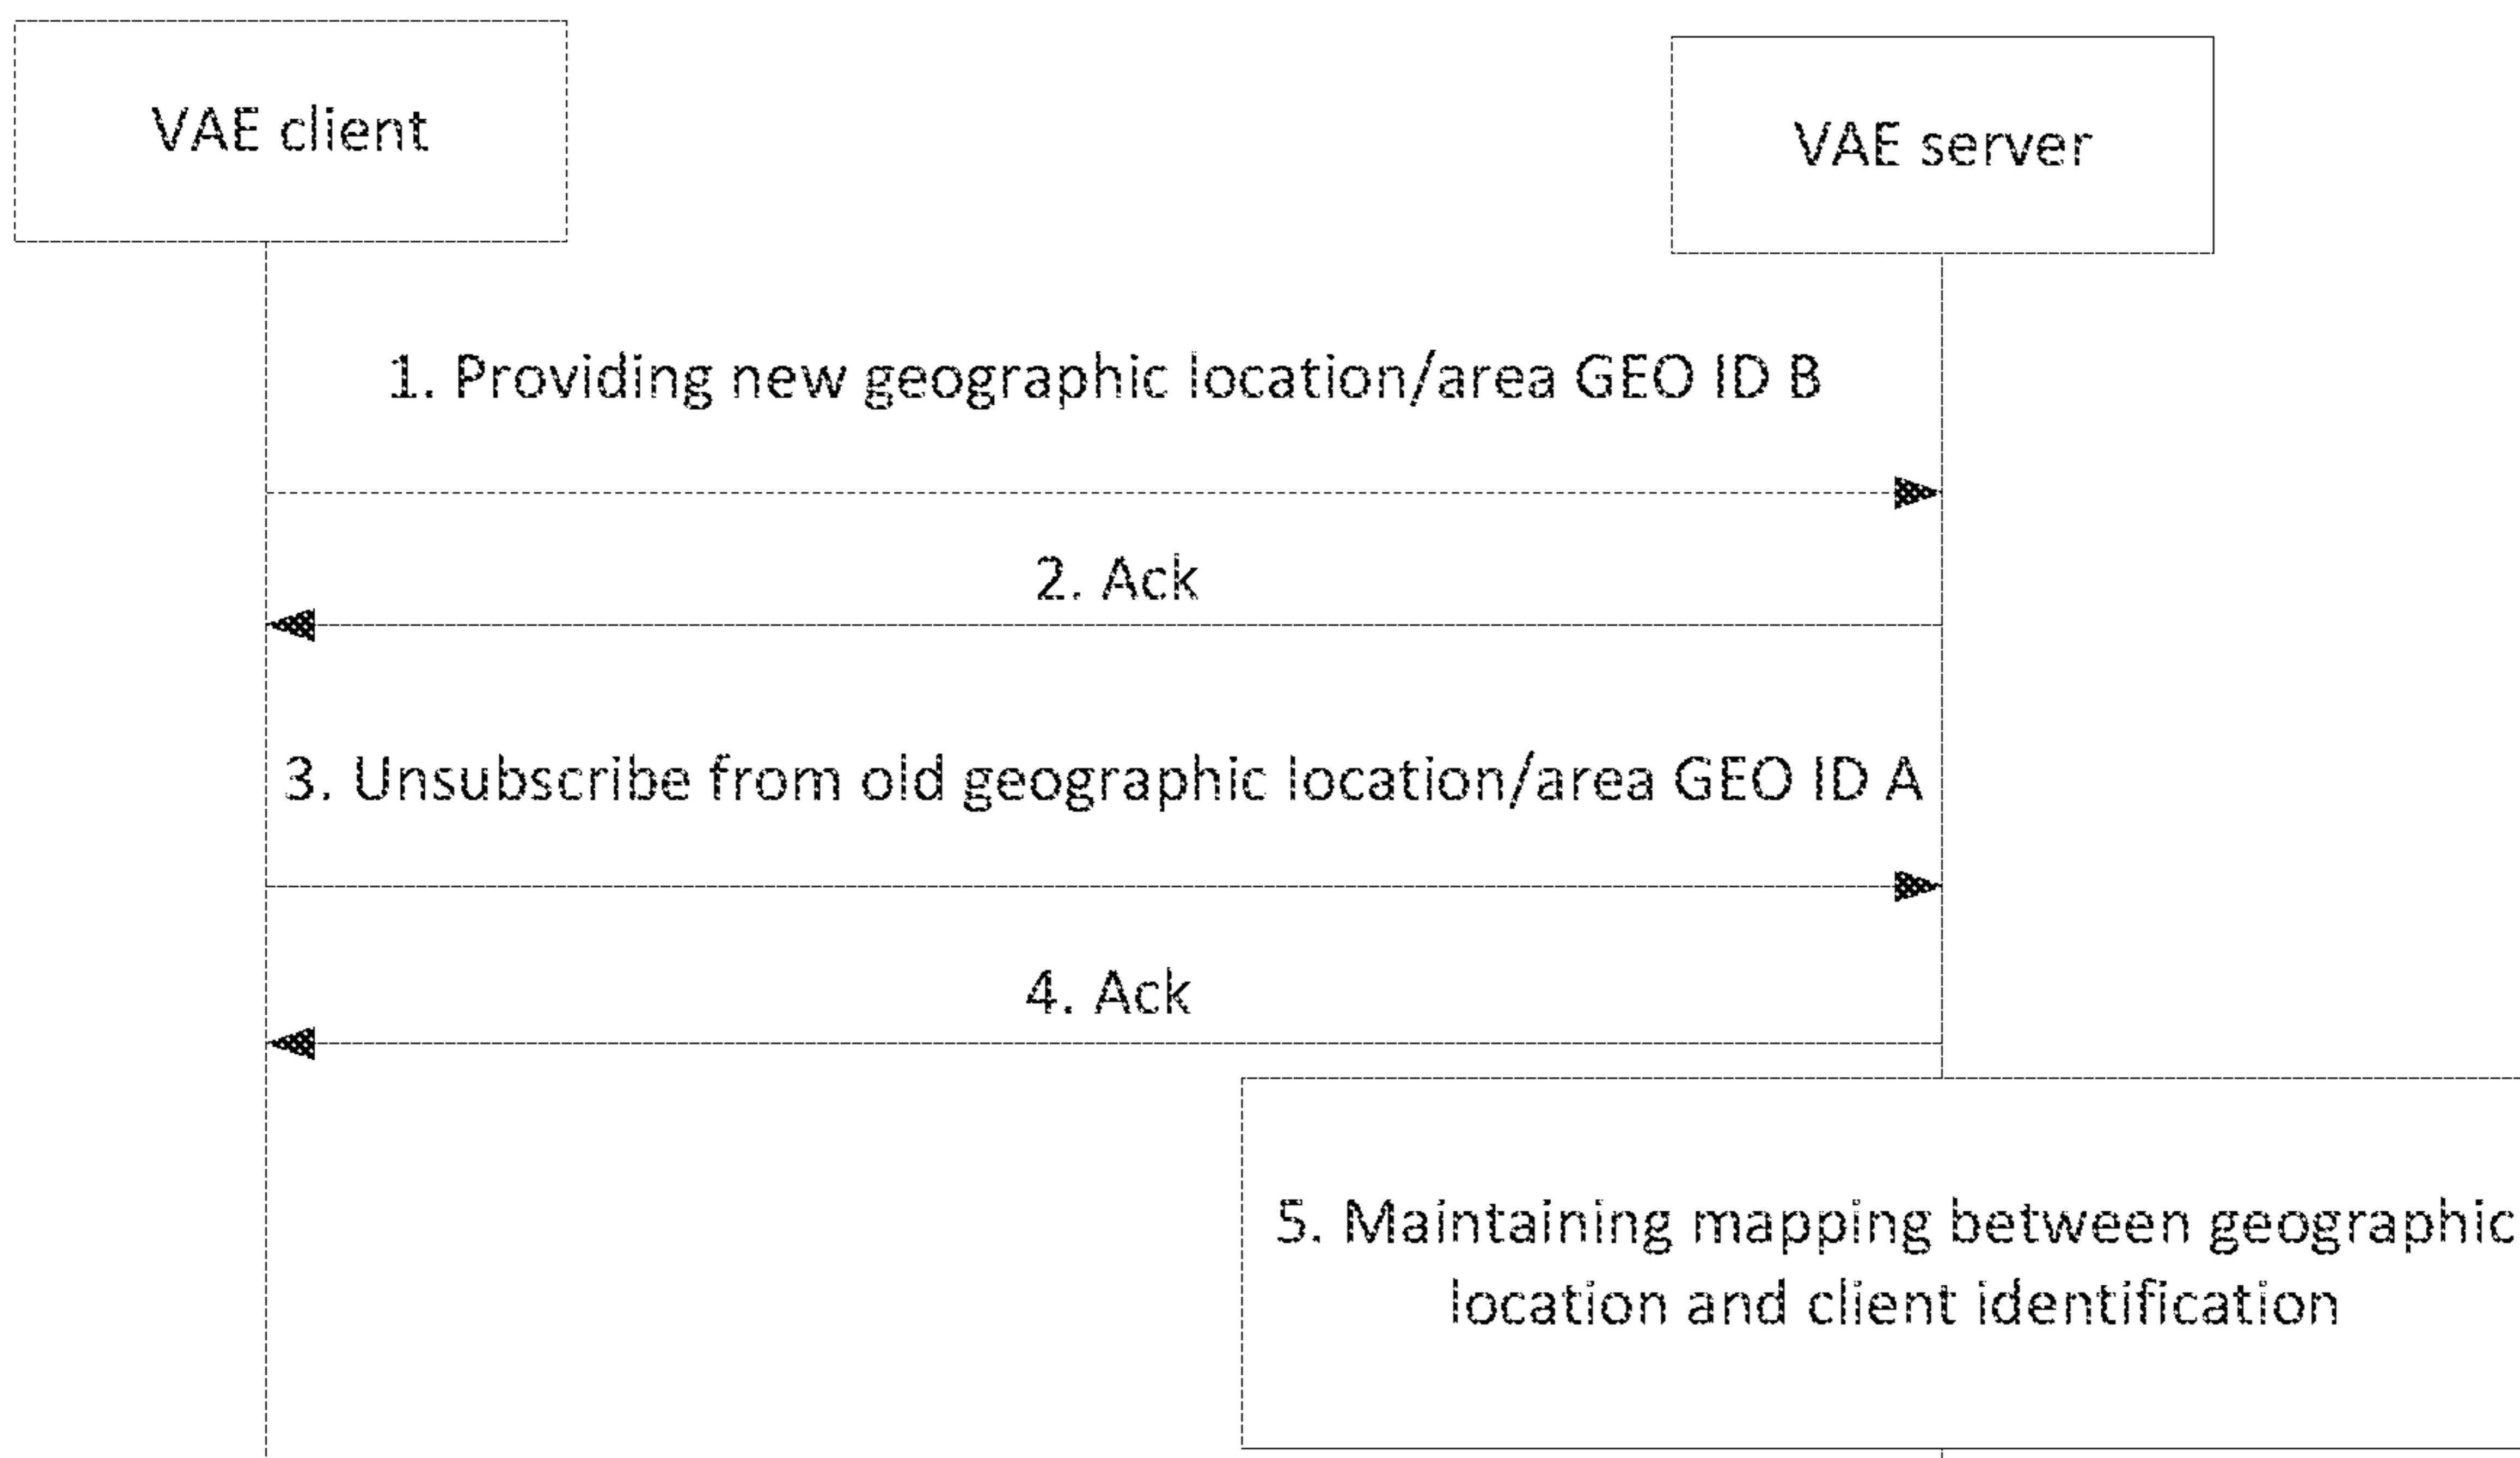 VAE client
VAE server
1. Providing new geographic location/area GEO ID B
2. Ack
3. Unsubscribe from old geographic location/area GEO ID A
4. Ack
5. Maintaining mapping between geographic
location and client identification